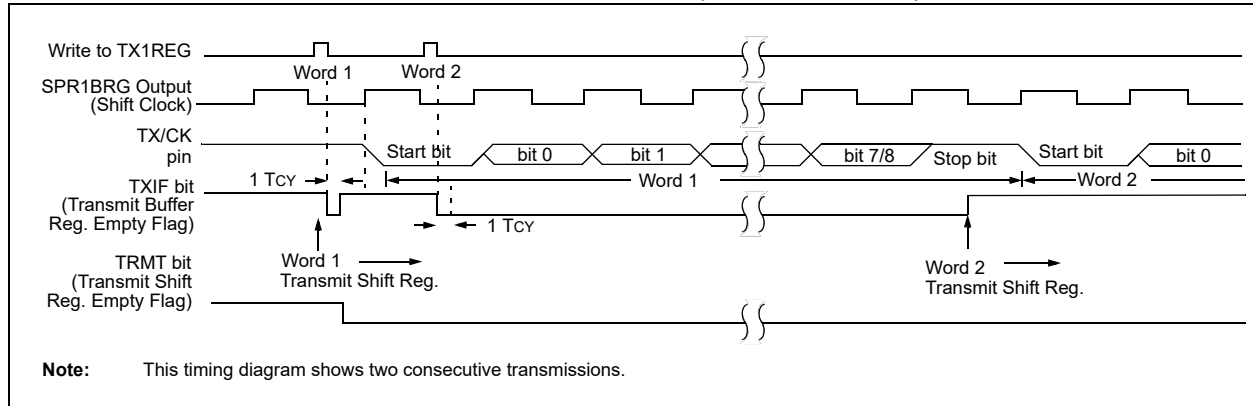 Write to TX1REG
Word 1
Word 2
SPR1BRG Output
(Shift Clock)
TX/CK
pin
Start bit
bit 0
bit 1
bit 7/8
Stop bit
Start bit
bit 0
1 TCY
Word 1
Word 2
TXIF bit
(Transmit Buffer
Reg. Empty Flag)
1 TCY
Word 1
Transmit Shift Reg.
Word 2
Transmit Shift Reg.
TRMT bit
(Transmit Shift
Reg. Empty Flag)
Note: This timing diagram shows two consecutive transmissions.